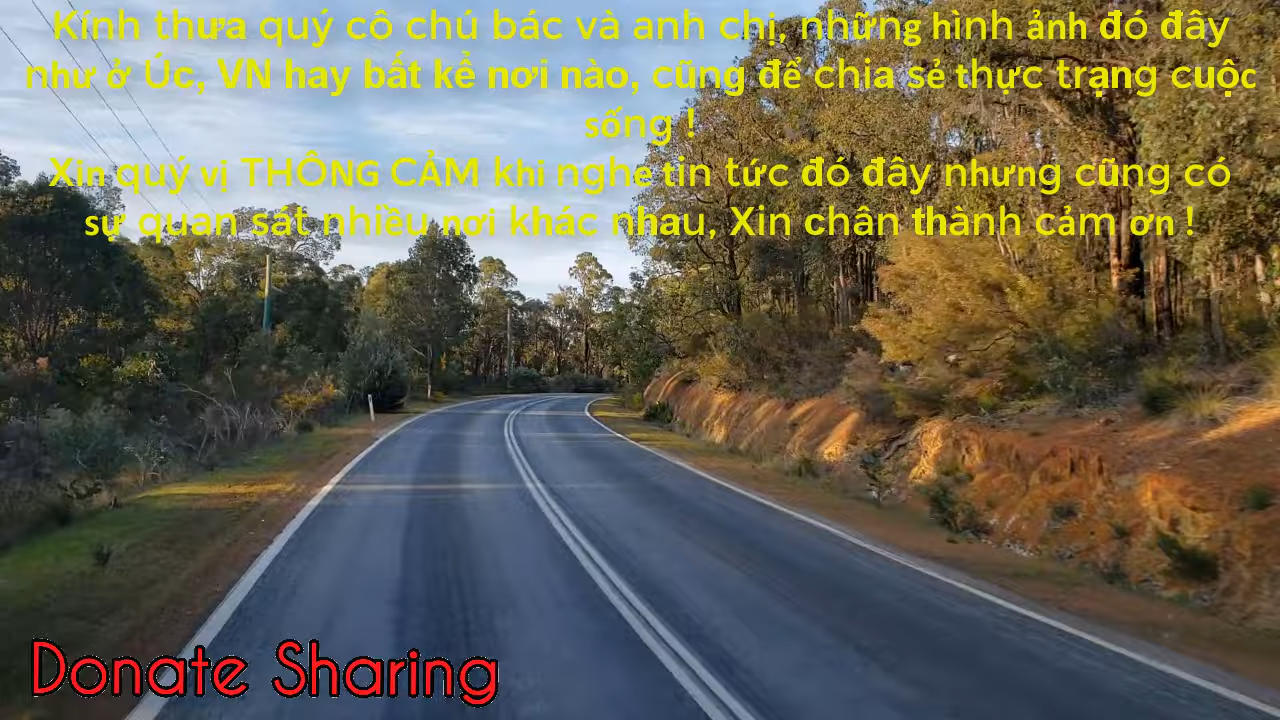 Kính thưa quý cô chú bác và anh chị, những hình ảnh đó đây
như ở Úc, VN hay bất kể nơi nào, cũng để chia sẻ thực trạng cuộc
sống !
Xin quý vị THÔNG CẢM khi nghe tin tức đó đây nhưng cũng có
sự quan sát nhiều nơi khác nhau, Xin chân thành cảm ơn !
Donate Sharing